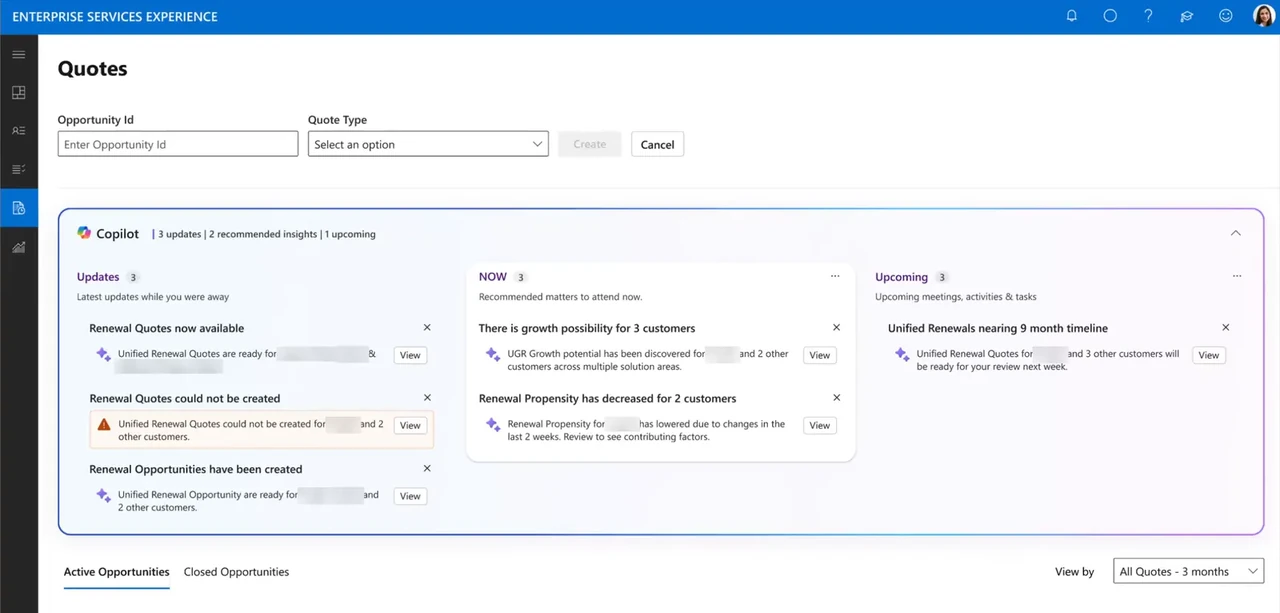 ENTERPRISE SERVICES EXPERIENCE
Quotes
Opportunity Id
Quote Type
Enter Opportunity Id
Select an option
Create
Cancel
Copilot
3 updates | 2 recommended insights | 1 upcoming
Updates 3
Latest updates while you were away
Renewal Quotes now available
Unified Renewal Quotes are ready for &
View
Renewal Quotes could not be created
Unified Renewal Quotes could not be created for and 2
other customers.
View
Renewal Opportunities have been created
Unified Renewal Opportunity are ready for and
2 other customers.
View
NOW 3
Recommended matters to attend now.
There is growth possibility for 3 customers
UGR Growth potential has been discovered for and 2 other
customers across multiple solution areas.
View
Renewal Propensity has decreased for 2 customers
Renewal Propensity for has lowered due to changes in the
last 2 weeks. Review to see contributing factors.
View
Upcoming 3
Upcoming meetings, activities & tasks
Unified Renewals nearing 9 month timeline
Unified Renewal Quotes for and 3 other customers will
be ready for your review next week.
View
Active Opportunities
Closed Opportunities
View by
All Quotes - 3 months